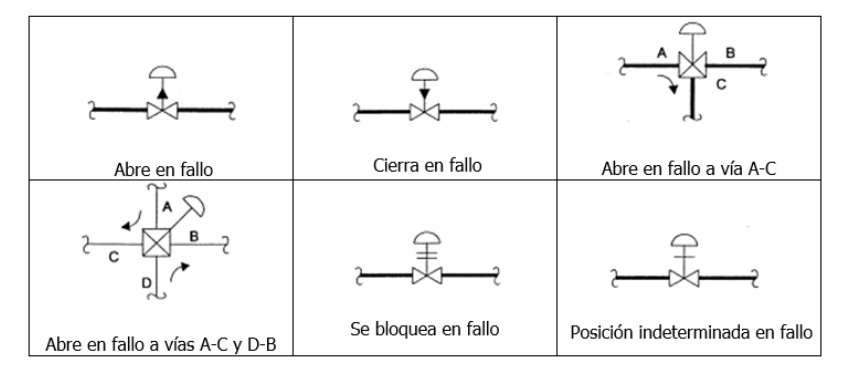 Abre en fallo
Cierra en fallo
A B
C
Abre en fallo a vía A-C
A
B
C
D
Abre en fallo a vías A-C y D-B
Se bloquea en fallo
Posición indeterminada en fallo